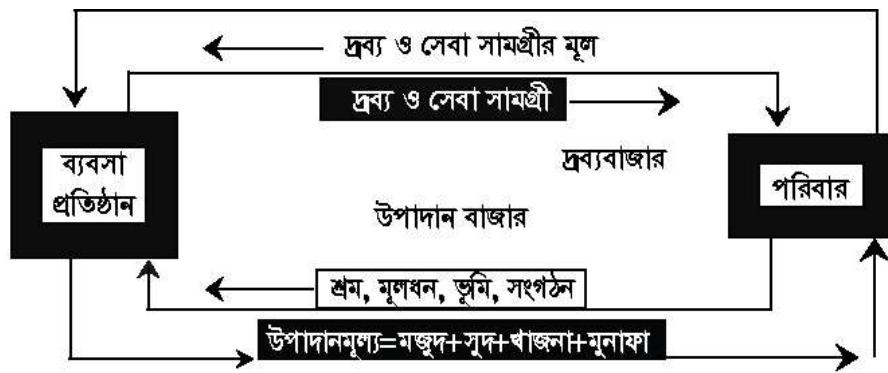 দ্রব্য ও সেবা সামগ্রীর মূল
দ্রব্য ও সেবা সামগ্রী
দ্রব্যবাজার
ব্যবসা
প্রতিষ্ঠান
পরিবার
উপাদান বাজার
শ্রম, মূলধন, ভূমি, সংগঠন
উপাদানমূল্য=মজুদ+সুদ+খাজনা+মুনাফা